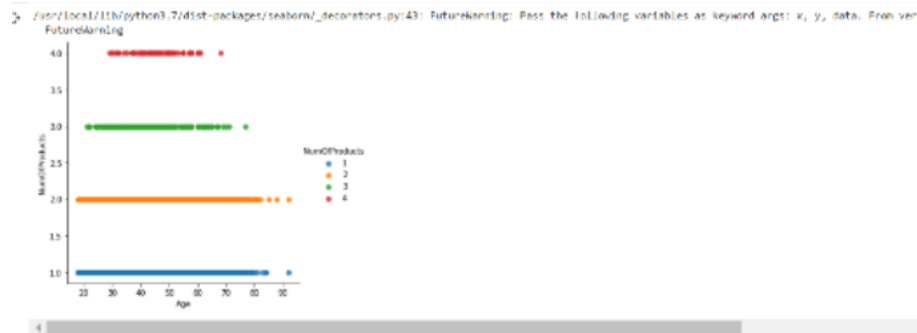 /usr/local/lib/python3.7/dist-packages/seaborn/_decorators.py:43: FutureWarning: Pass the following variables as keyword args: x, y, data. From ver
FutureWarning
4.0
3.5
3.0
2.5
2.0
1.5
1.0
NumOfProducts
20 30 40 50 60 70 80 90
Age
NumOfProducts
1
2
3
4